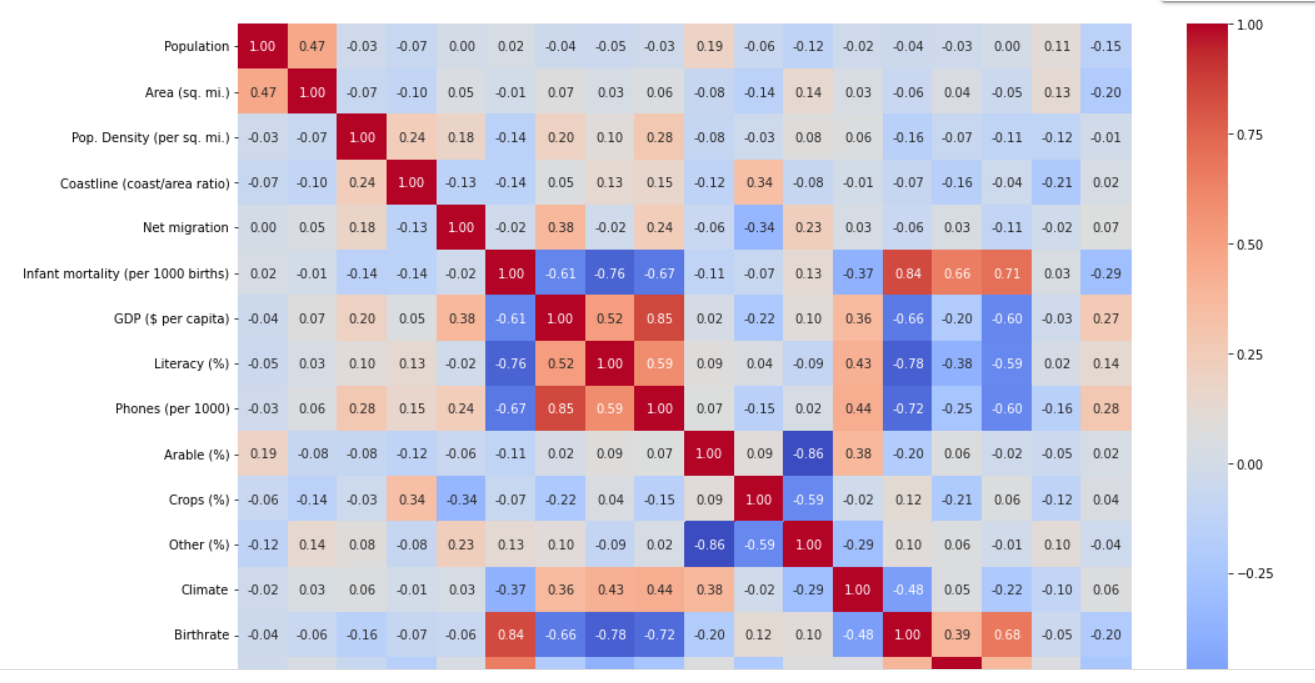 Population 1.00 0.47 -0.03 -0.07 0.00 0.02 -0.04 -0.05 -0.03 0.19 -0.06 -0.12 -0.02 -0.04 -0.03 0.00 0.11 -0.15
Area (sq. mi.) 0.47 1.00 -0.07 -0.10 0.05 -0.01 0.07 0.03 0.06 -0.08 -0.14 0.14 0.03 -0.06 0.04 -0.05 0.13 -0.20
Pop. Density (per sq. mi.) -0.03 -0.07 1.00 0.24 0.18 -0.14 0.20 0.10 0.28 -0.08 -0.03 0.08 0.06 -0.16 -0.07 -0.11 -0.12 -0.01
Coastline (coast/area ratio) -0.07 -0.10 0.24 1.00 -0.13 -0.14 0.05 0.13 0.15 -0.12 0.34 -0.08 -0.01 -0.07 -0.16 -0.04 -0.21 0.02
Net migration 0.00 0.05 0.18 -0.13 1.00 -0.02 0.38 -0.02 0.24 -0.06 -0.34 0.23 0.03 -0.06 0.03 -0.11 -0.02 0.07
Infant mortality (per 1000 births) 0.02 -0.01 -0.14 -0.14 -0.02 1.00 -0.61 -0.76 -0.67 -0.11 -0.07 0.13 -0.37 0.84 0.66 0.71 0.03 -0.29
GDP ($ per capita) -0.04 0.07 0.20 0.05 0.38 -0.61 1.00 0.52 0.85 0.02 -0.22 0.10 0.36 -0.66 -0.20 -0.60 -0.03 0.27
Literacy (%) -0.05 0.03 0.10 0.13 -0.02 -0.76 0.52 1.00 0.59 0.09 0.04 -0.09 0.43 -0.78 -0.38 -0.59 0.02 0.14
Phones (per 1000) -0.03 0.06 0.28 0.15 0.24 -0.67 0.85 0.59 1.00 0.07 -0.15 0.02 0.44 -0.72 -0.25 -0.60 -0.16 0.28
Arable (%) 0.19 -0.08 -0.08 -0.12 -0.06 -0.11 0.02 0.09 0.07 1.00 0.09 -0.86 0.38 -0.20 0.06 -0.02 -0.05 0.02
Crops (%) -0.06 -0.14 -0.03 0.34 -0.34 -0.07 -0.22 0.04 -0.15 0.09 1.00 -0.59 -0.02 0.12 -0.21 0.06 -0.12 0.04
Other (%) -0.12 0.14 0.08 -0.08 0.23 0.13 0.10 -0.09 0.02 -0.86 -0.59 1.00 -0.29 0.10 0.06 -0.01 0.10 -0.04
Climate -0.02 0.03 0.06 -0.01 0.03 -0.37 0.36 0.43 0.44 0.38 -0.02 -0.29 1.00 -0.48 0.05 -0.22 -0.10 0.06
Birthrate -0.04 -0.06 -0.16 -0.07 -0.06 0.84 -0.66 -0.78 -0.72 -0.20 0.12 0.10 -0.48 1.00 0.39 0.68 -0.05 -0.20
1.00
0.75
0.50
0.25
0.00
−0.25